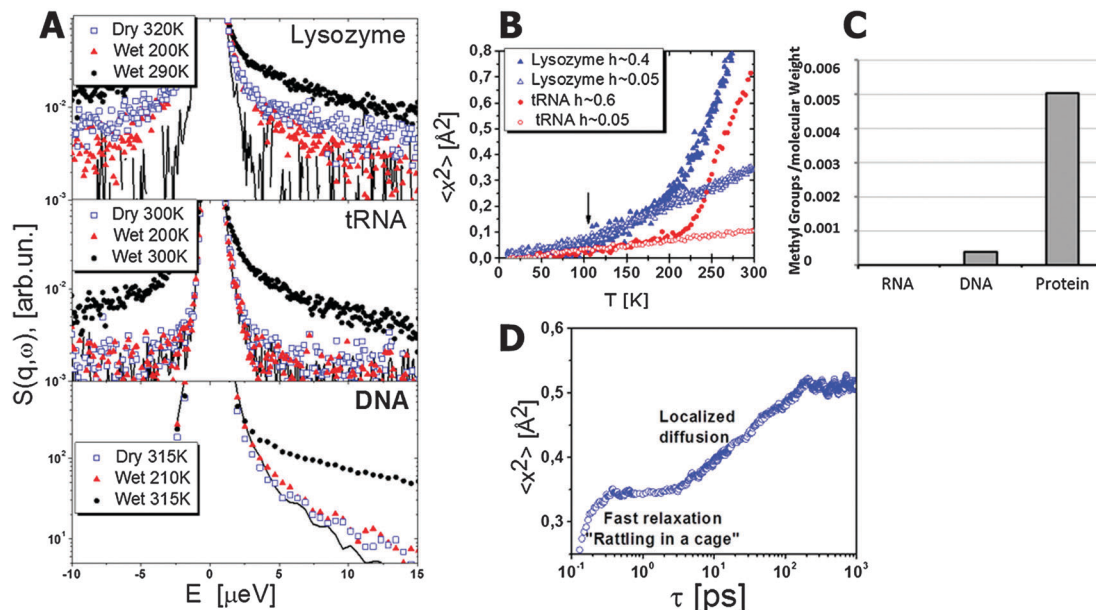 A
Dry 320K
Wet 200K
Wet 290K
Lysozyme
10⁻²
10⁻³
tRNA
Dry 300K
Wet 200K
Wet 300K
10⁻²
10⁻³
S(q,ω), [arb.un.]
DNA
Dry 315K
Wet 210K
Wet 315K
10²
10¹
-10 -5 0 5 10 15
E [µeV]
B
Lysozyme h~0.4
Lysozyme h~0.05
tRNA h~0.6
tRNA h~0.05
0,8
0,7
0,6
0,5
0,4
0,3
0,2
0,1
0,0
<x²> [Å²]
0 25 50 75 100 125 150 175 200 225 250 275 300
T [K]
C
0.006
0.005
0.004
0.003
0.002
0.001
0
Methyl Groups /molecular Weight
RNA DNA Protein
D
0,6
0,5
0,4
0,3
<x²> [Å²]
Localized
diffusion
Fast relaxation
"Rattling in a cage"
10⁻¹ 10⁰ 10¹ 10² 10³
τ [ps]